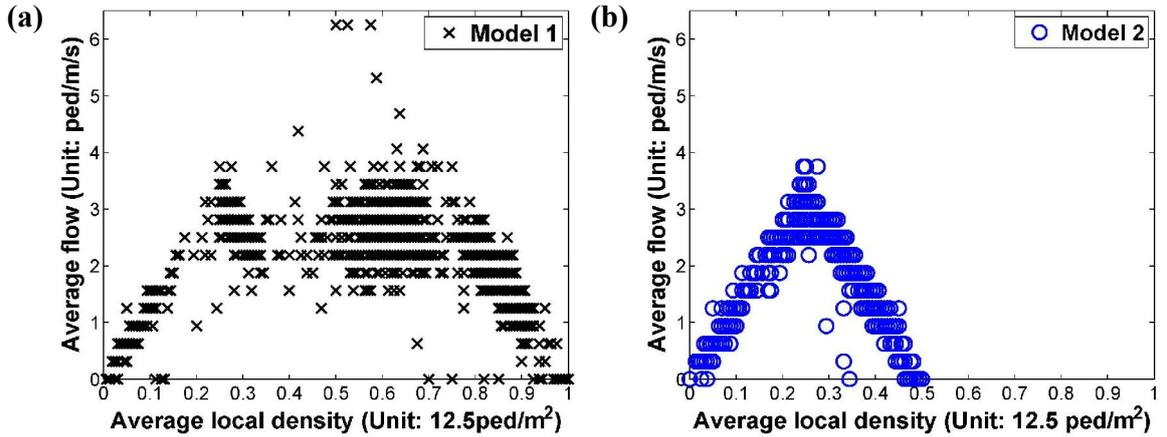 (a)
Model 1
Average flow (Unit: ped/m/s)
6
5
4
3
2
1
0
0 0.1 0.2 0.3 0.4 0.5 0.6 0.7 0.8 0.9 1
Average local density (Unit: 12.5ped/m²)
(b)
Model 2
Average flow (Unit: ped/m/s)
6
5
4
3
2
1
0
0 0.1 0.2 0.3 0.4 0.5 0.6 0.7 0.8 0.9 1
Average local density (Unit: 12.5 ped/m²)